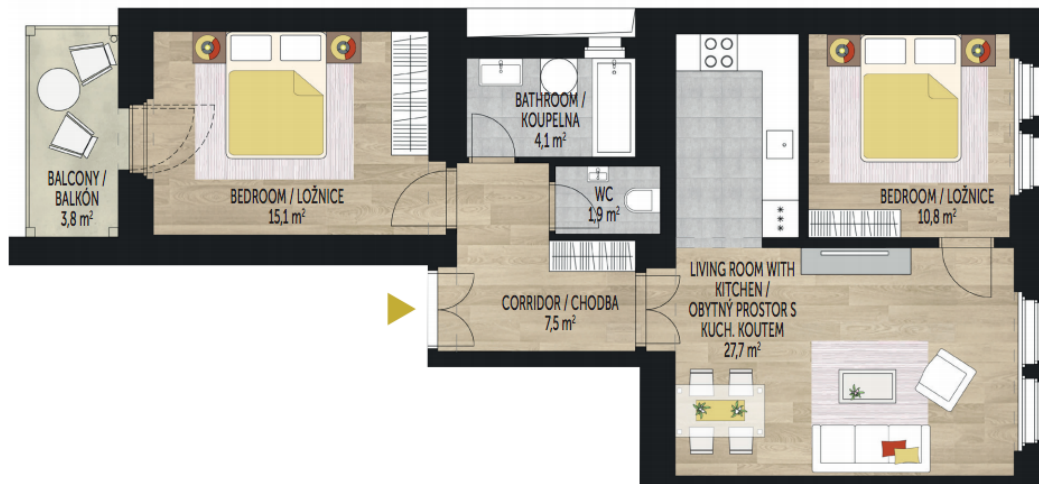 BALCONY /
BALKÓN
3,8 m²
BEDROOM / LOŽNICE
15,1 m²
BATHROOM /
KOUPELNA
4,1 m²
WC
1,9 m²
CORRIDOR / CHODBA
7,5 m²
LIVING ROOM WITH
KITCHEN /
OBYTNÝ PROSTOR S
KUCH. KOUTEM
27,7 m²
BEDROOM / LOŽNICE
10,8 m²